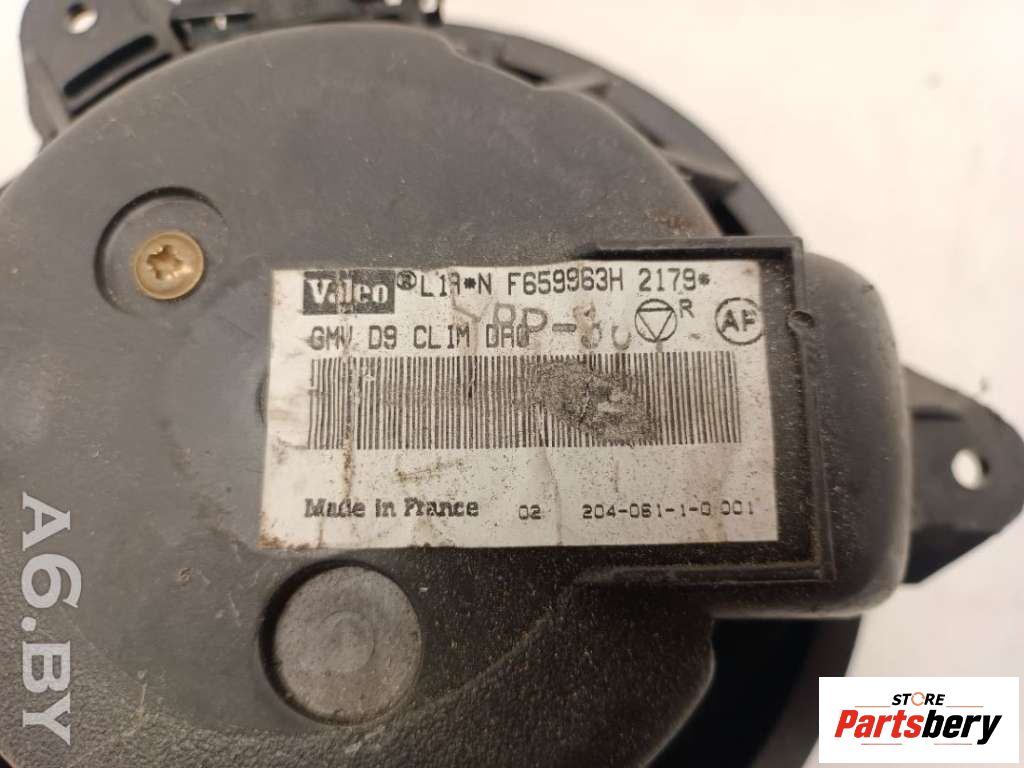 Valeo® L1A*N F659963H 2179*
GMV D9 CLIM DRG
R
AF
Made in France 02 204-061-1-0 001
A6.BY
STORE
Partsbery